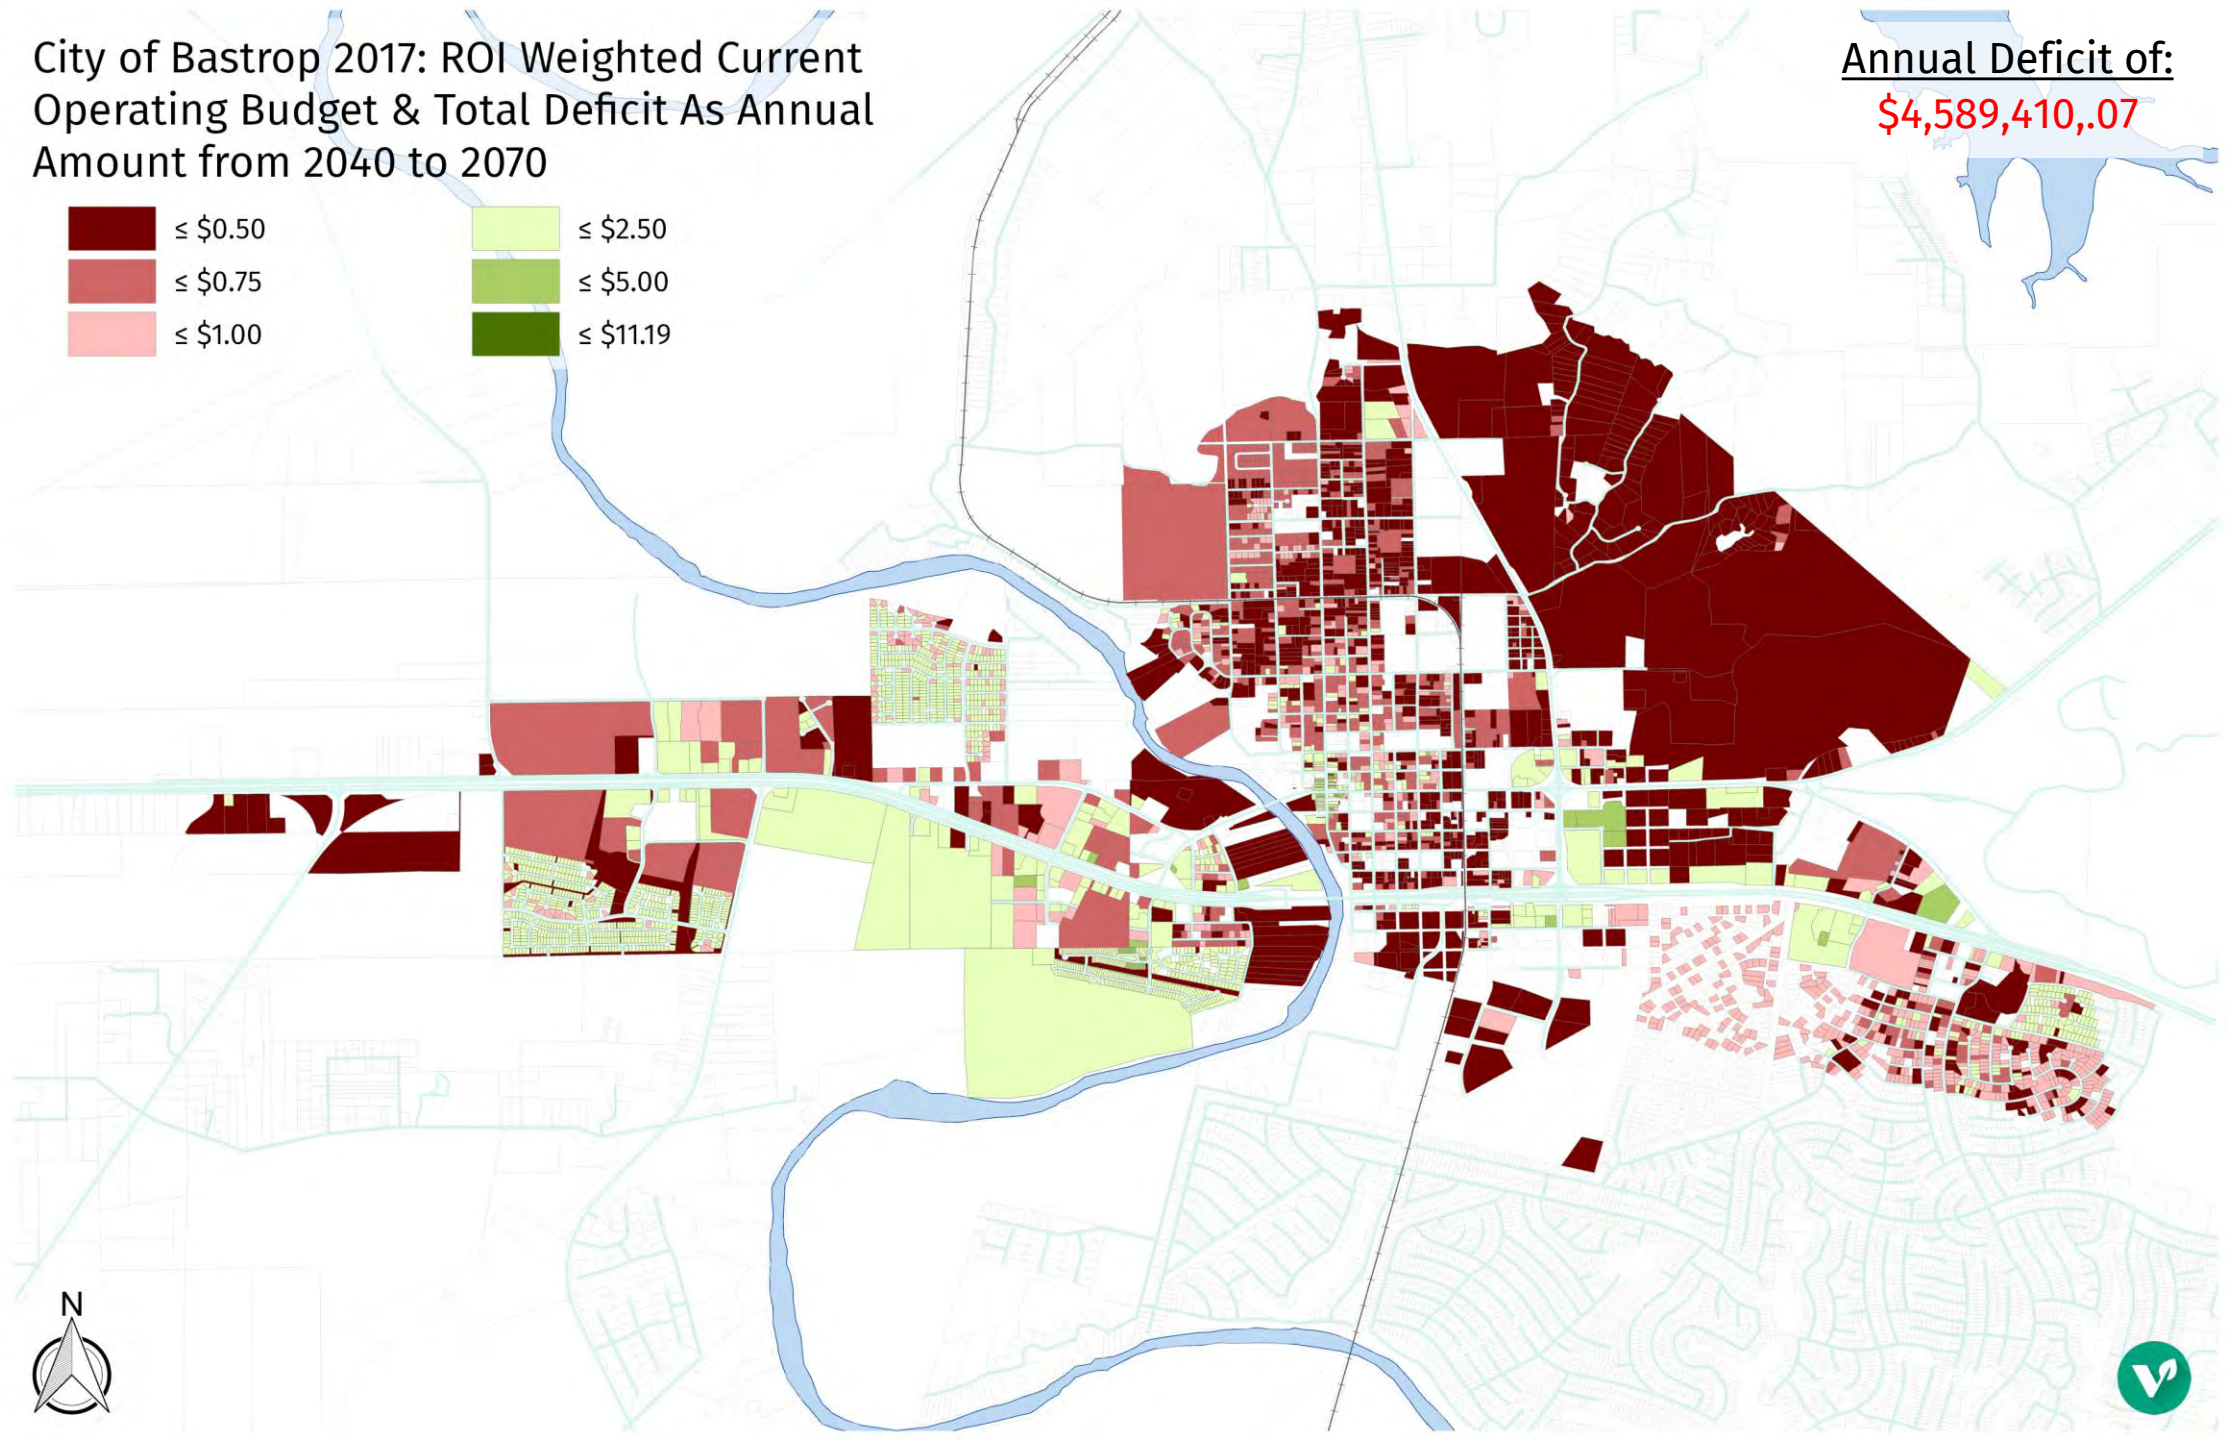 City of Bastrop 2017: ROI Weighted Current
Operating Budget & Total Deficit As Annual
Amount from 2040 to 2070
Annual Deficit of:
$4,589,410,.07
≤ $0.50
≤ $2.50
≤ $0.75
≤ $5.00
≤ $1.00
≤ $11.19
N